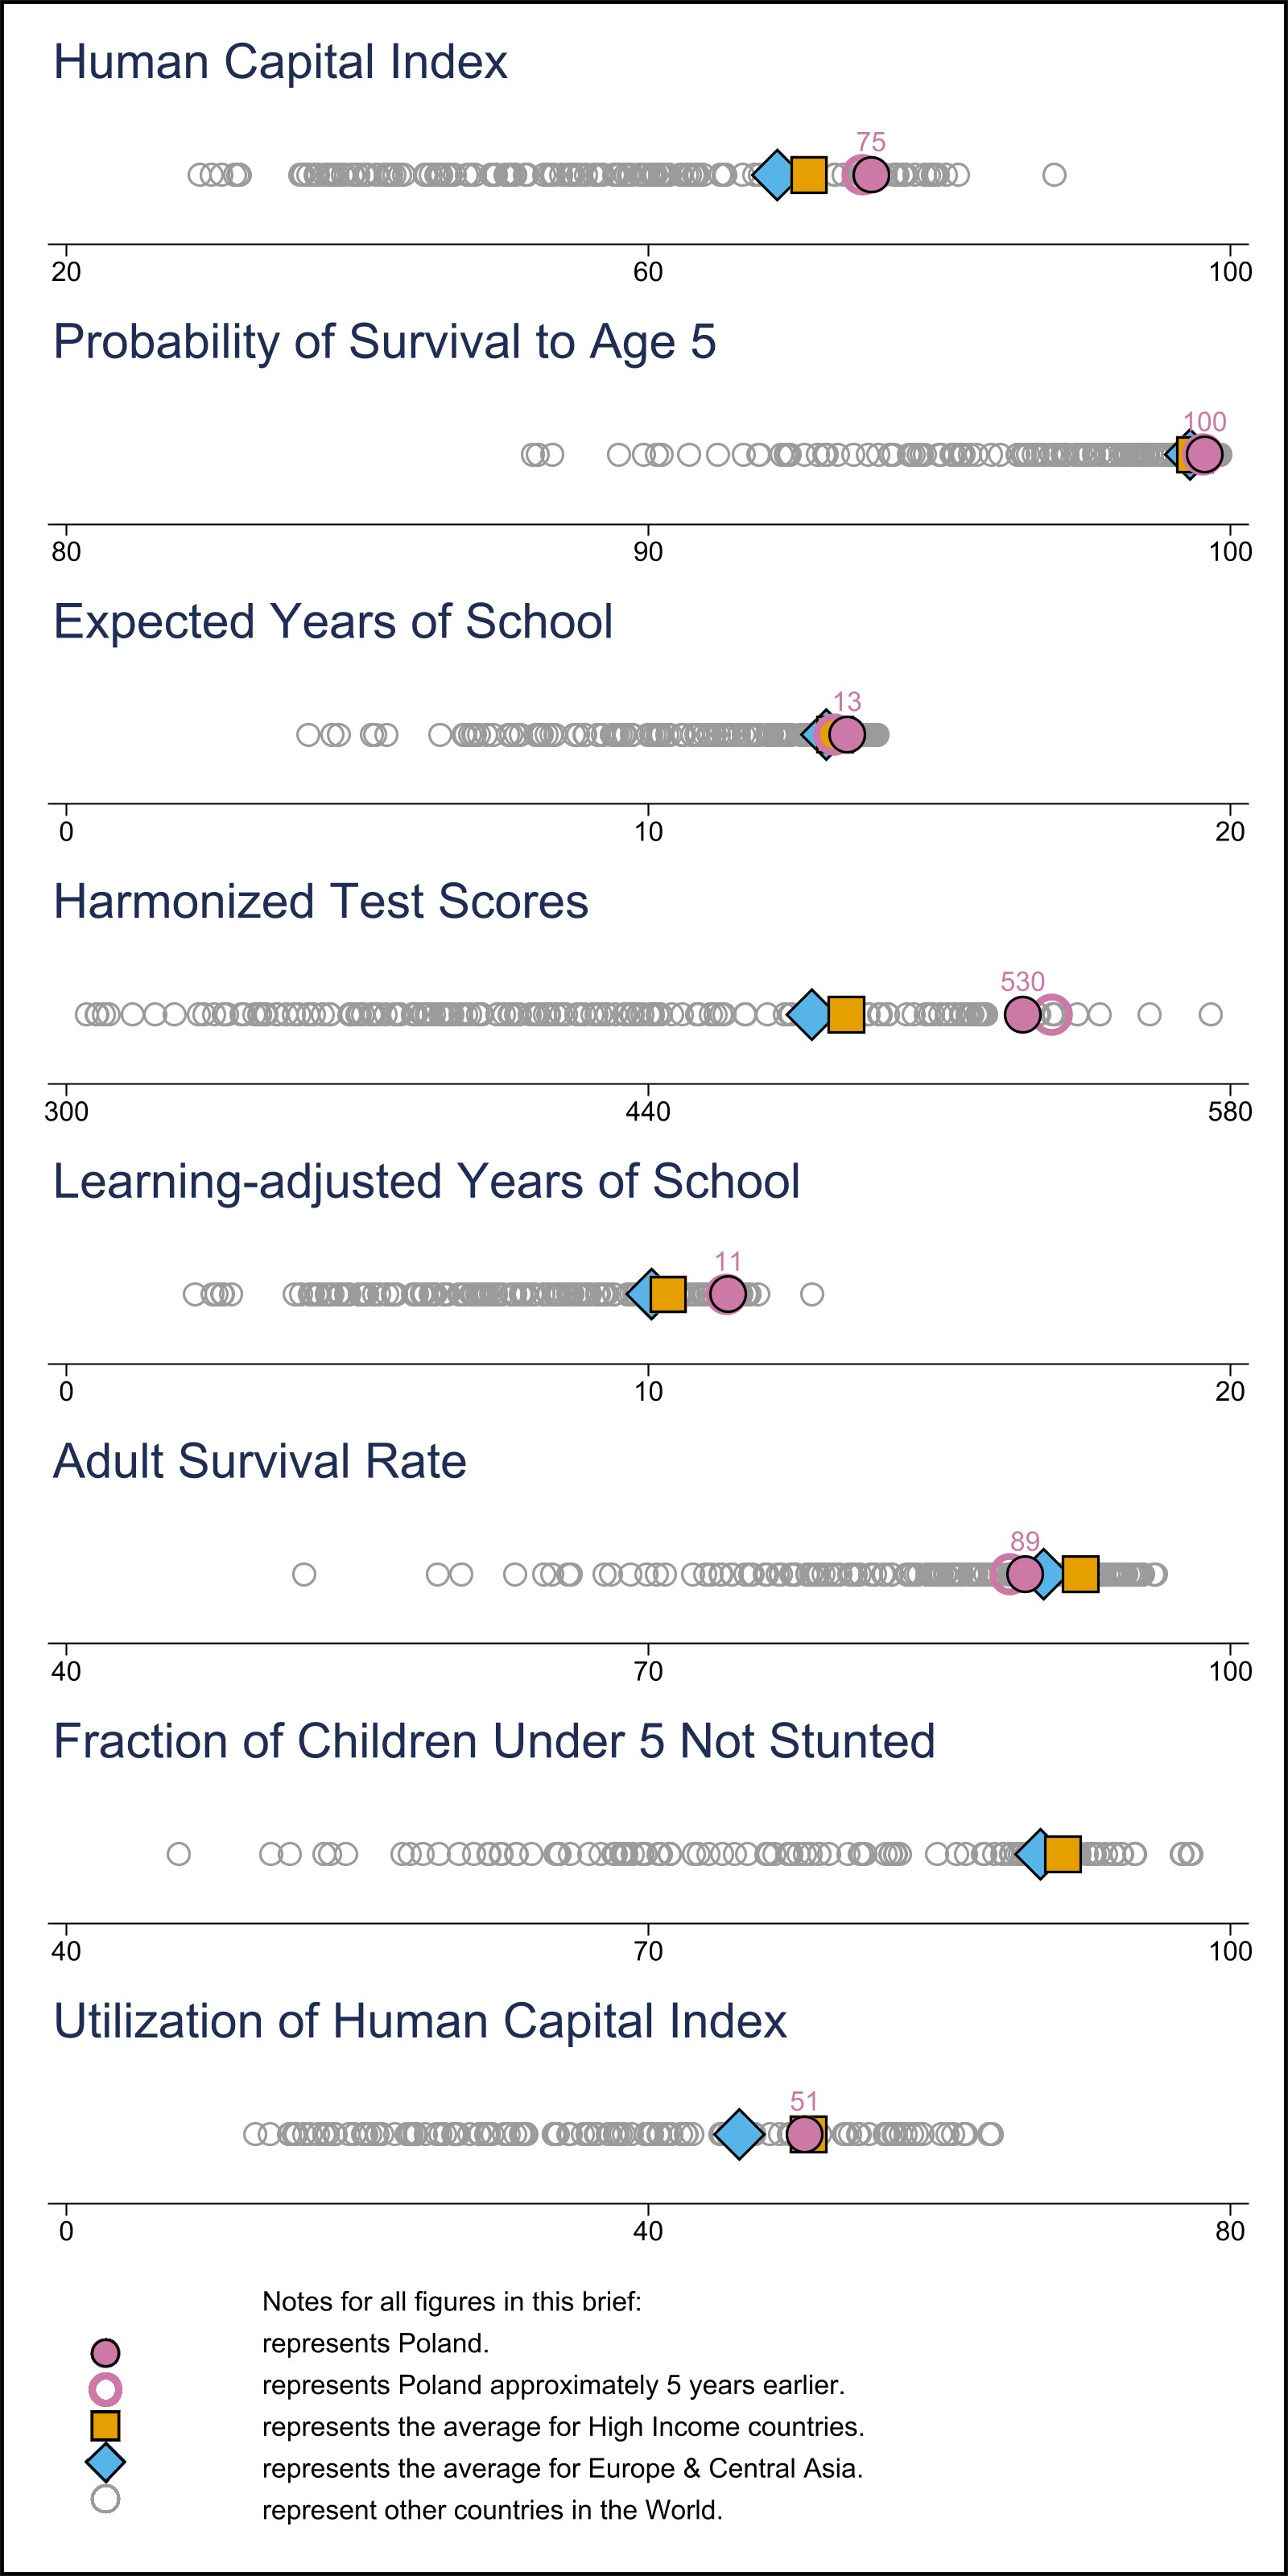 Human Capital Index
75
20 60 100
Probability of Survival to Age 5
100
80 90 100
Expected Years of School
13
0 10 20
Harmonized Test Scores
530
300 440 580
Learning-adjusted Years of School
11
0 10 20
Adult Survival Rate
89
40 70 100
Fraction of Children Under 5 Not Stunted
40 70 100
Utilization of Human Capital Index
51
0 40 80
Notes for all figures in this brief:
represents Poland.
represents Poland approximately 5 years earlier.
represents the average for High Income countries.
represents the average for Europe & Central Asia.
represent other countries in the World.